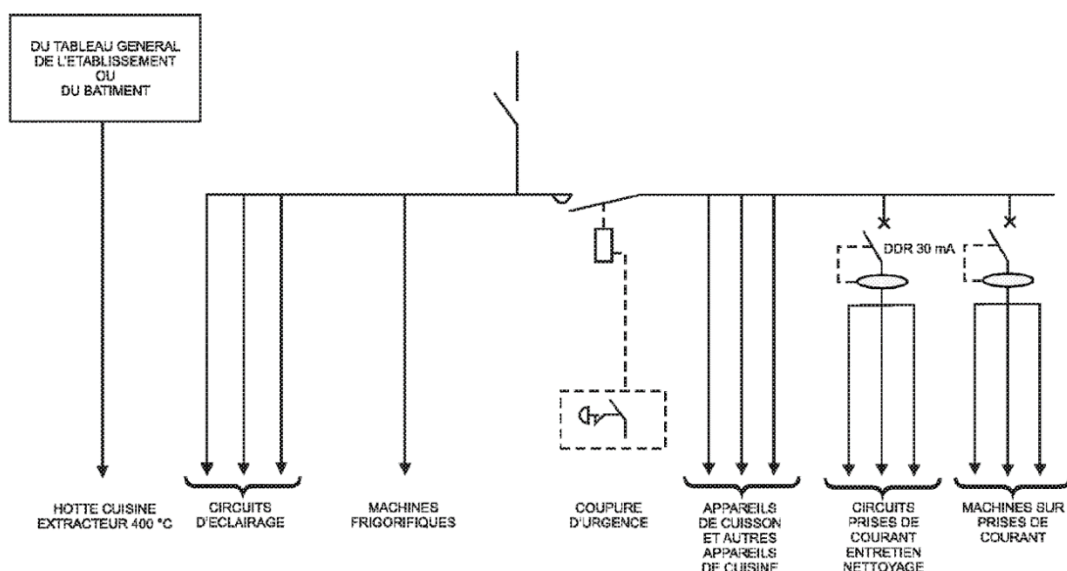 DU TABLEAU GENERAL
DE L'ETABLISSEMENT
OU
DU BATIMENT
DDR 30 mA
HOTTE CUISINE
EXTRACTEUR 400 °C
CIRCUITS
D'ECLAIRAGE
MACHINES
FRIGORIFIQUES
COUPURE
D'URGENCE
APPAREILS
DE CUISSON
ET AUTRES
APPAREILS
DE CUISINE
CIRCUITS
PRISES DE
COURANT
ENTRETIEN
NETTOYAGE
MACHINES SUR
PRISES DE
COURANT